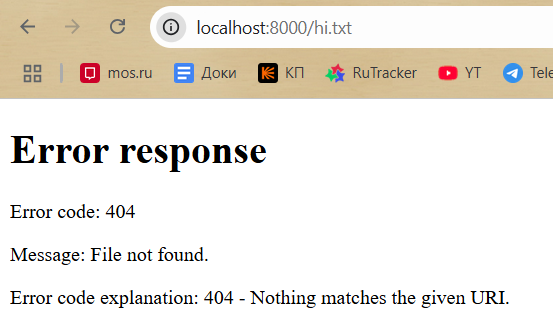 localhost:8000/hi.txt
mos.ru Доки КП RuTracker YT Tele
Error response
Error code: 404
Message: File not found.
Error code explanation: 404 - Nothing matches the given URI.